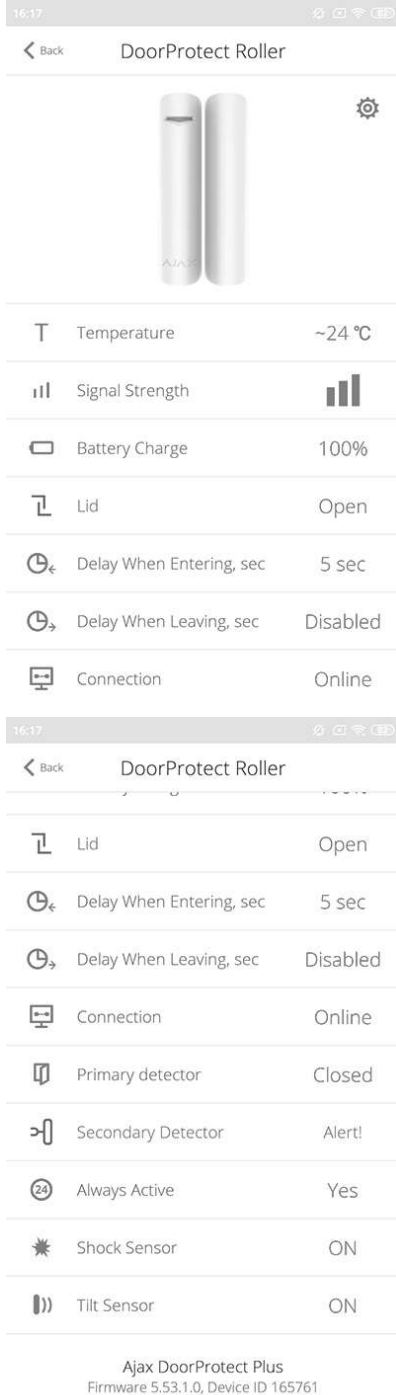 16:17
Back DoorProtect Roller
AJAX
T Temperature ~24 °C
Signal Strength
Battery Charge 100%
Lid Open
Delay When Entering, sec 5 sec
Delay When Leaving, sec Disabled
Connection Online
16:17
Back DoorProtect Roller
Lid Open
Delay When Entering, sec 5 sec
Delay When Leaving, sec Disabled
Connection Online
Primary detector Closed
Secondary Detector Alert!
24 Always Active Yes
Shock Sensor ON
Tilt Sensor ON
Ajax DoorProtect Plus
Firmware 5.53.1.0, Device ID 165761